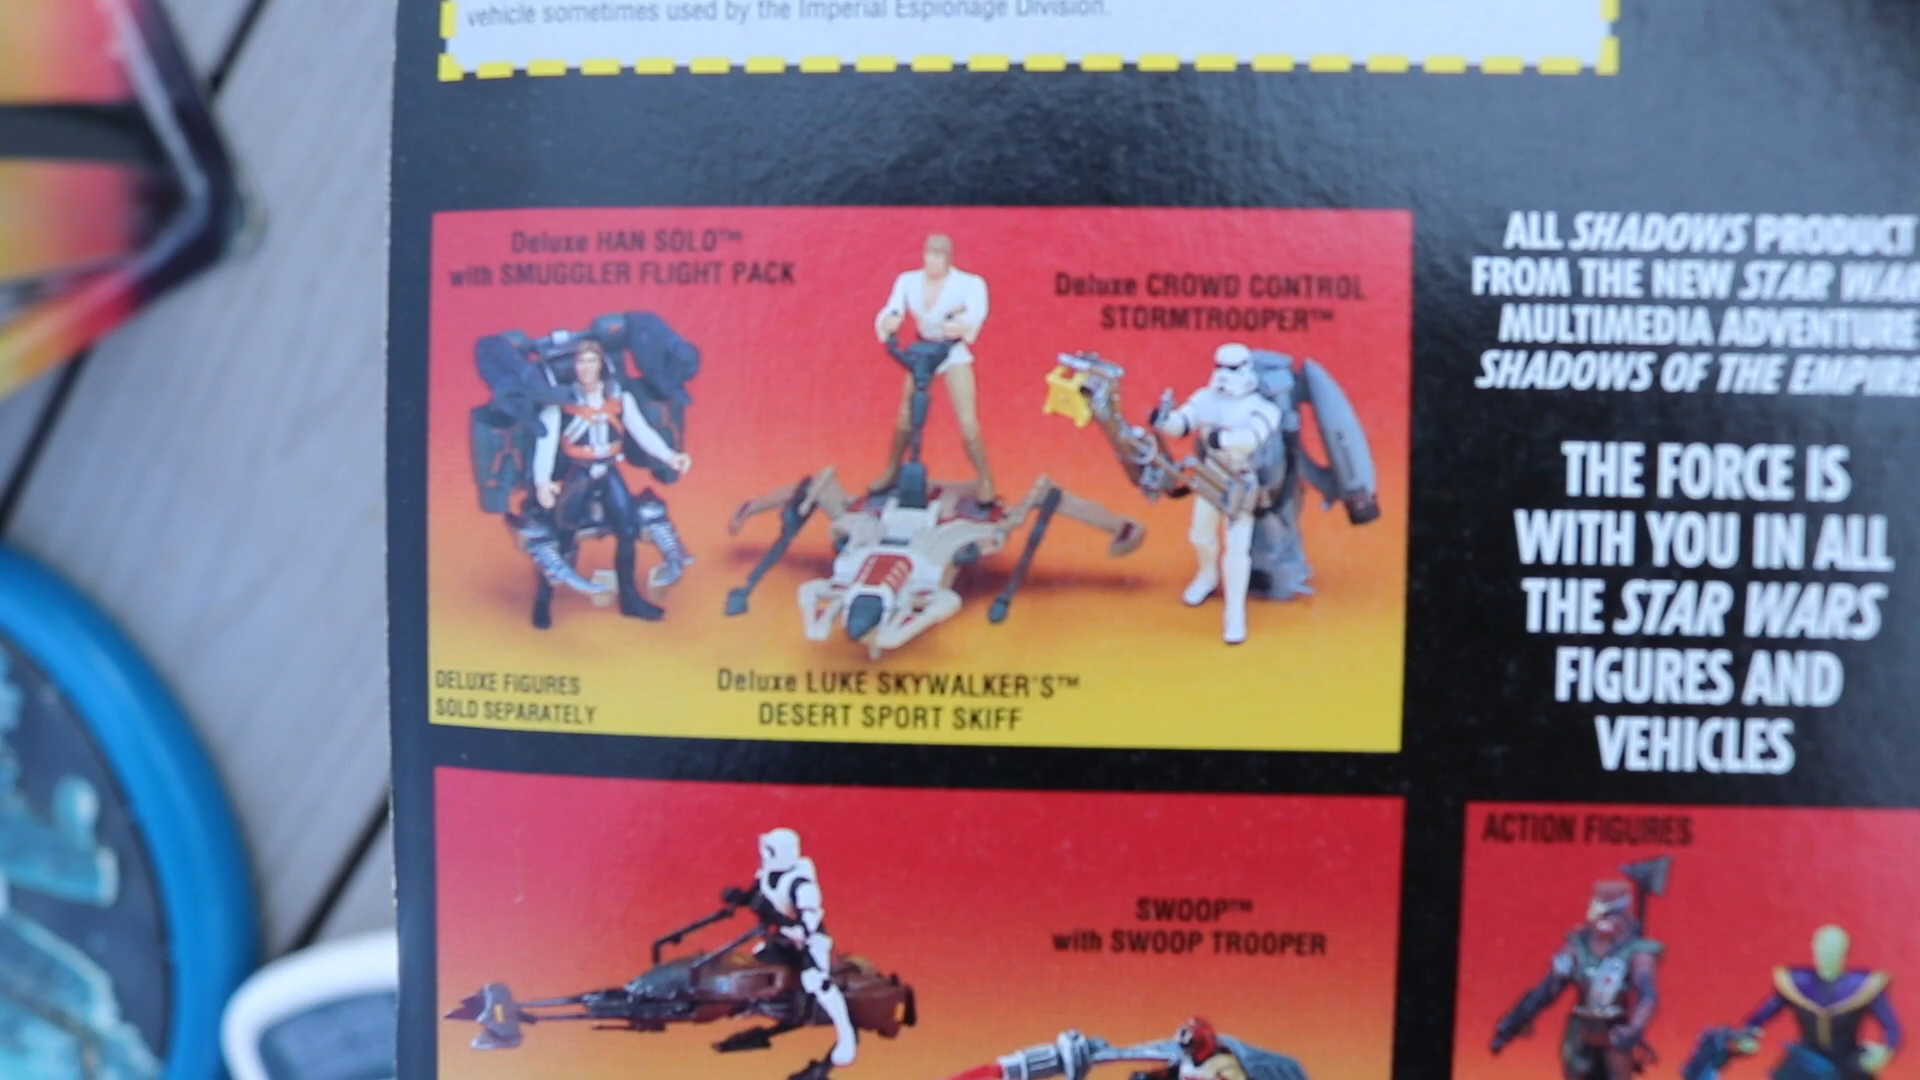 vehicle sometimes used by the Imperial Espionage Division.
Deluxe HAN SOLO™
with SMUGGLER FLIGHT PACK
Deluxe CROWD CONTROL
STORMTROOPER™
DELUXE FIGURES
SOLD SEPARATELY
Deluxe LUKE SKYWALKER'S™
DESERT SPORT SKIFF
ALL SHADOWS PRODUCT
FROM THE NEW STAR WAR
MULTIMEDIA ADVENTURE
SHADOWS OF THE EMPIRE
THE FORCE IS
WITH YOU IN ALL
THE STAR WARS
FIGURES AND
VEHICLES
SWOOP™
with SWOOP TROOPER
ACTION FIGURES